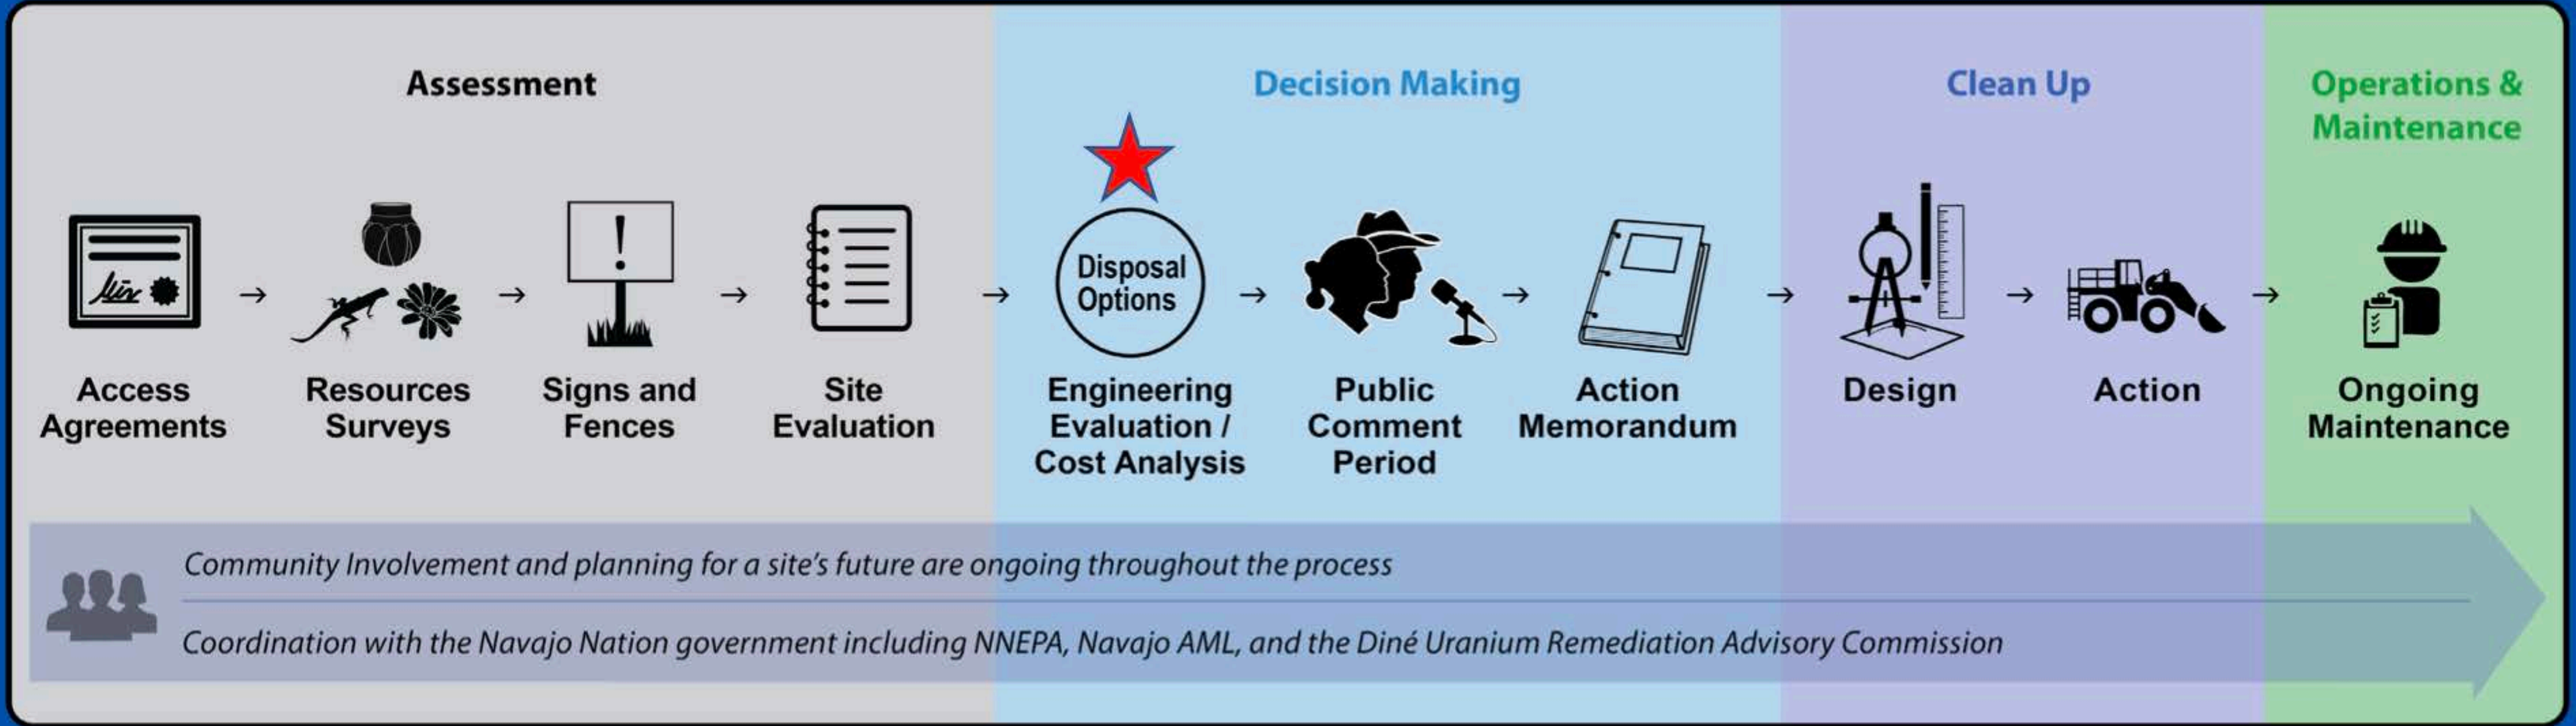 Assessment
Access
Agreements
Resources
Surveys
!
Signs and
Fences
Site
Evaluation
Decision Making
Disposal
Options
Engineering
Evaluation /
Cost Analysis
Public
Comment
Period
Action
Memorandum
Clean Up
Design
Action
Operations &
Maintenance
Ongoing
Maintenance
Community Involvement and planning for a site's future are ongoing throughout the process
Coordination with the Navajo Nation government including NNEPA, Navajo AML, and the Diné Uranium Remediation Advisory Commission